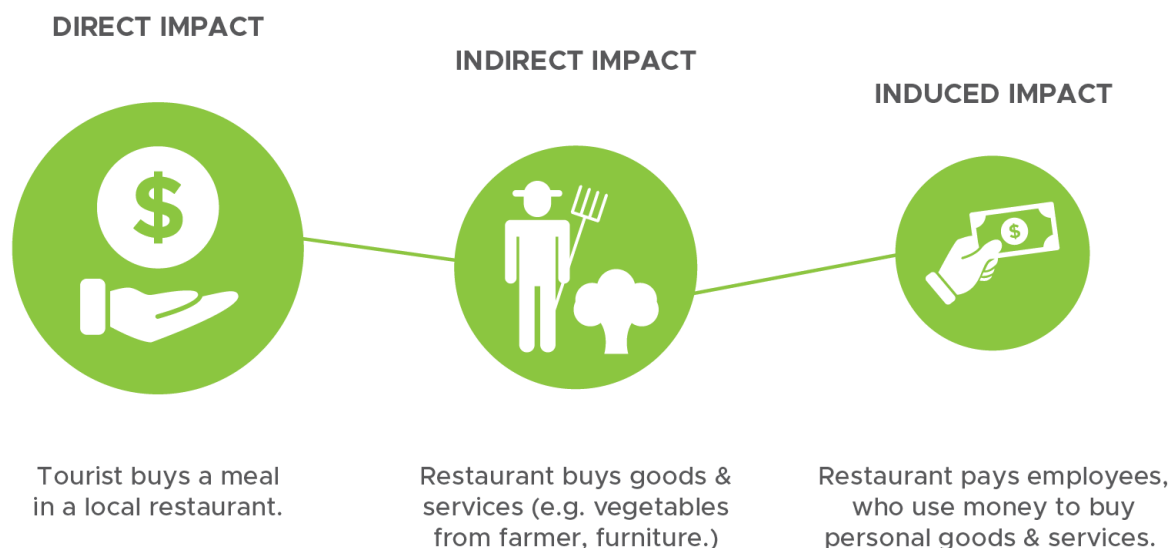 DIRECT IMPACT
INDIRECT IMPACT
INDUCED IMPACT
$
$
Tourist buys a meal
in a local restaurant.
Restaurant buys goods &
services (e.g. vegetables
from farmer, furniture.)
Restaurant pays employees,
who use money to buy
personal goods & services.